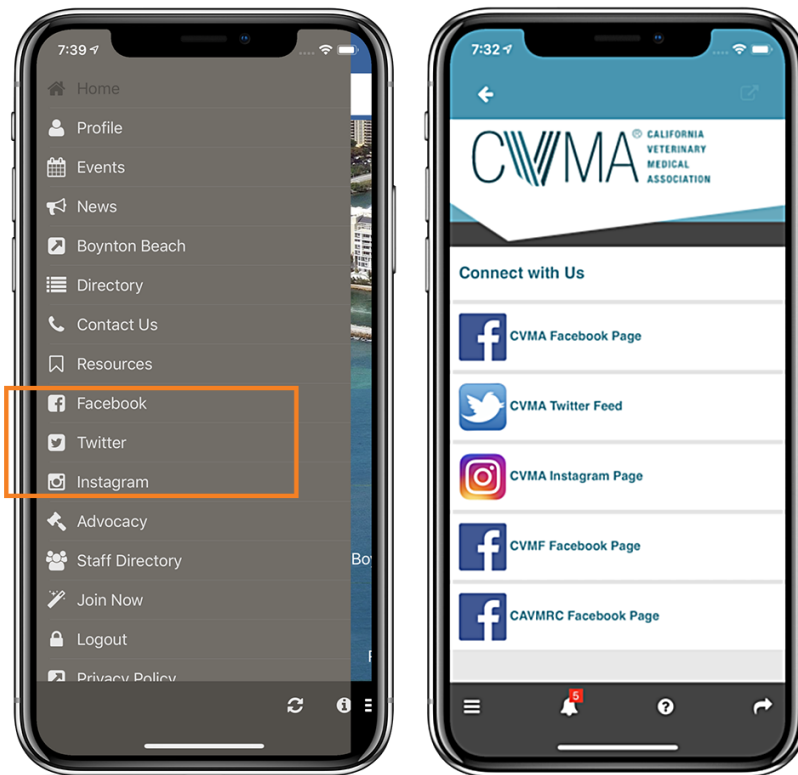 7:39
Home
Profile
Events
News
Boynton Beach
Directory
Contact Us
Resources
Facebook
Twitter
Instagram
Advocacy
Staff Directory
Join Now
Logout
Privacy Policy
7:32
CVMA® CALIFORNIA
VETERINARY
MEDICAL
ASSOCIATION
Connect with Us
CVMA Facebook Page
CVMA Twitter Feed
CVMA Instagram Page
CVMF Facebook Page
CAVMRC Facebook Page
5